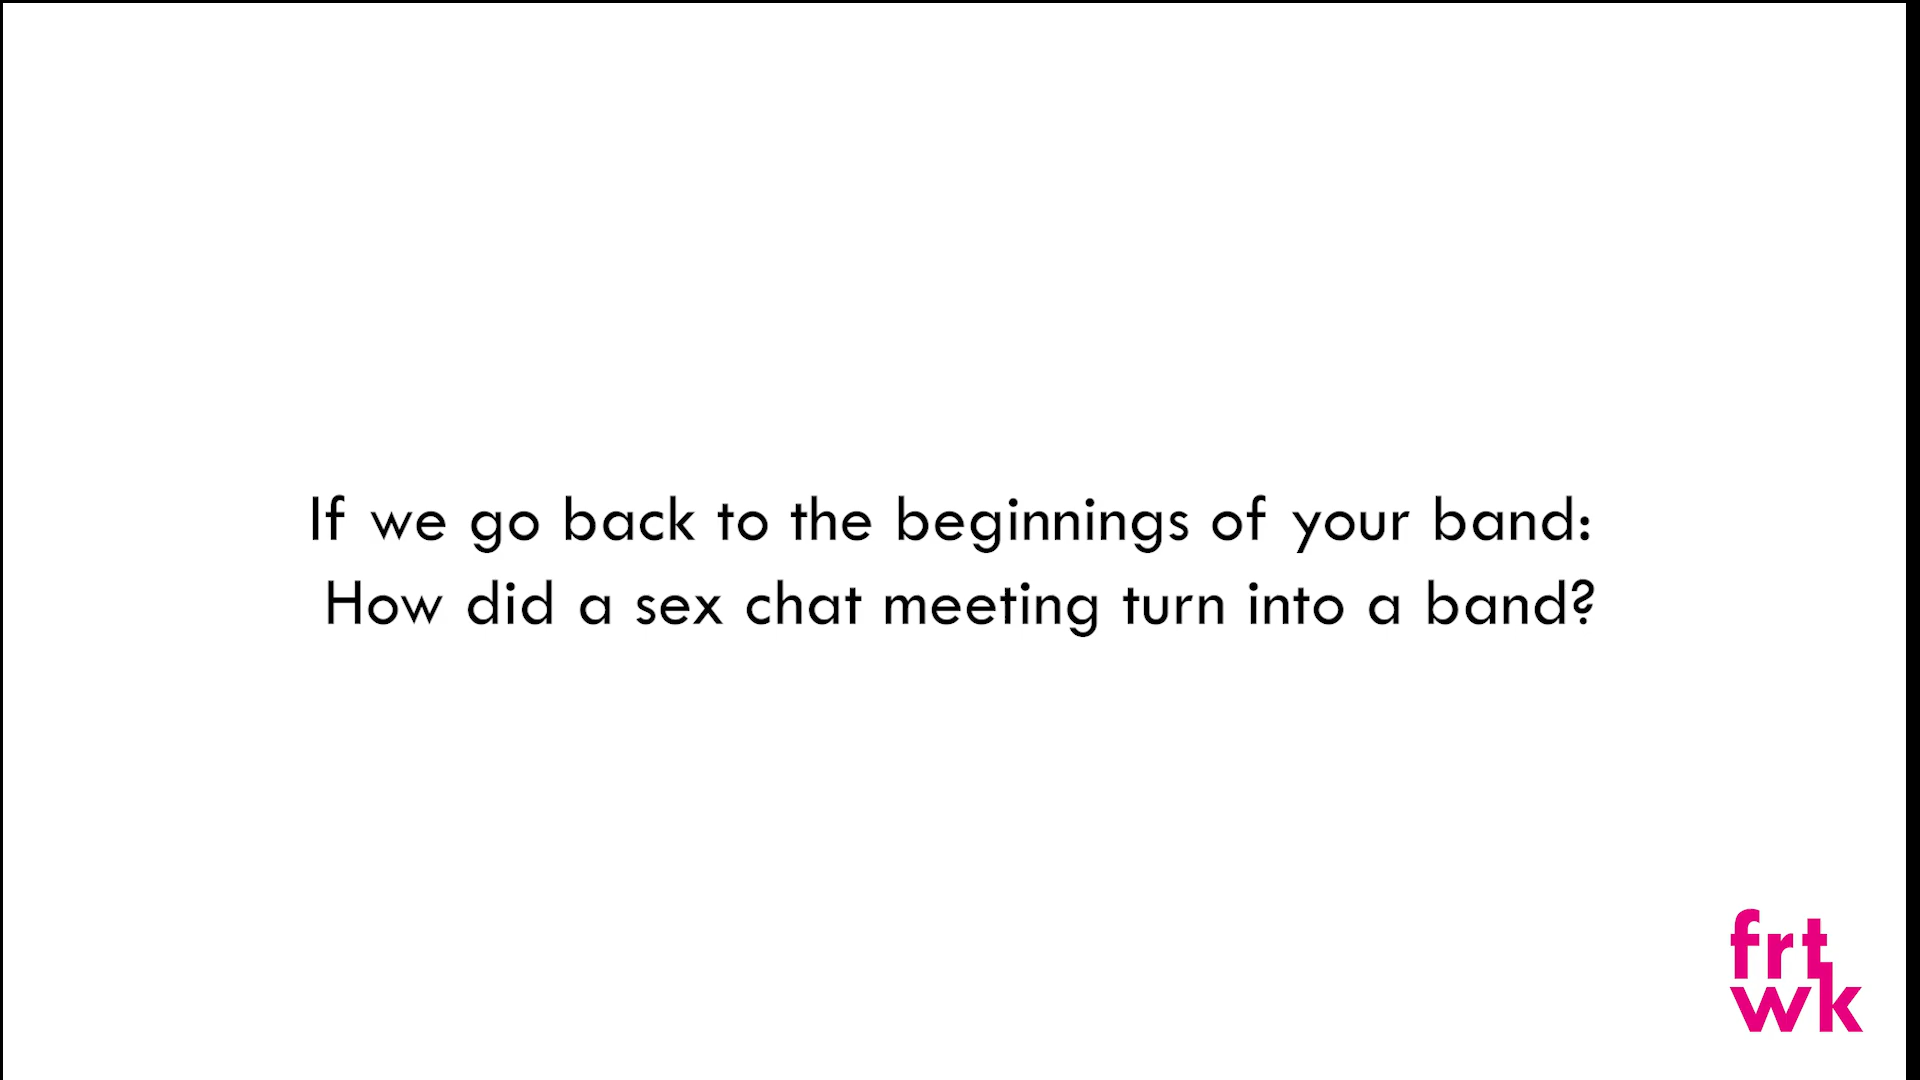 If we go back to the beginnings of your band:
How did a sex chat meeting turn into a band?
frt
wk